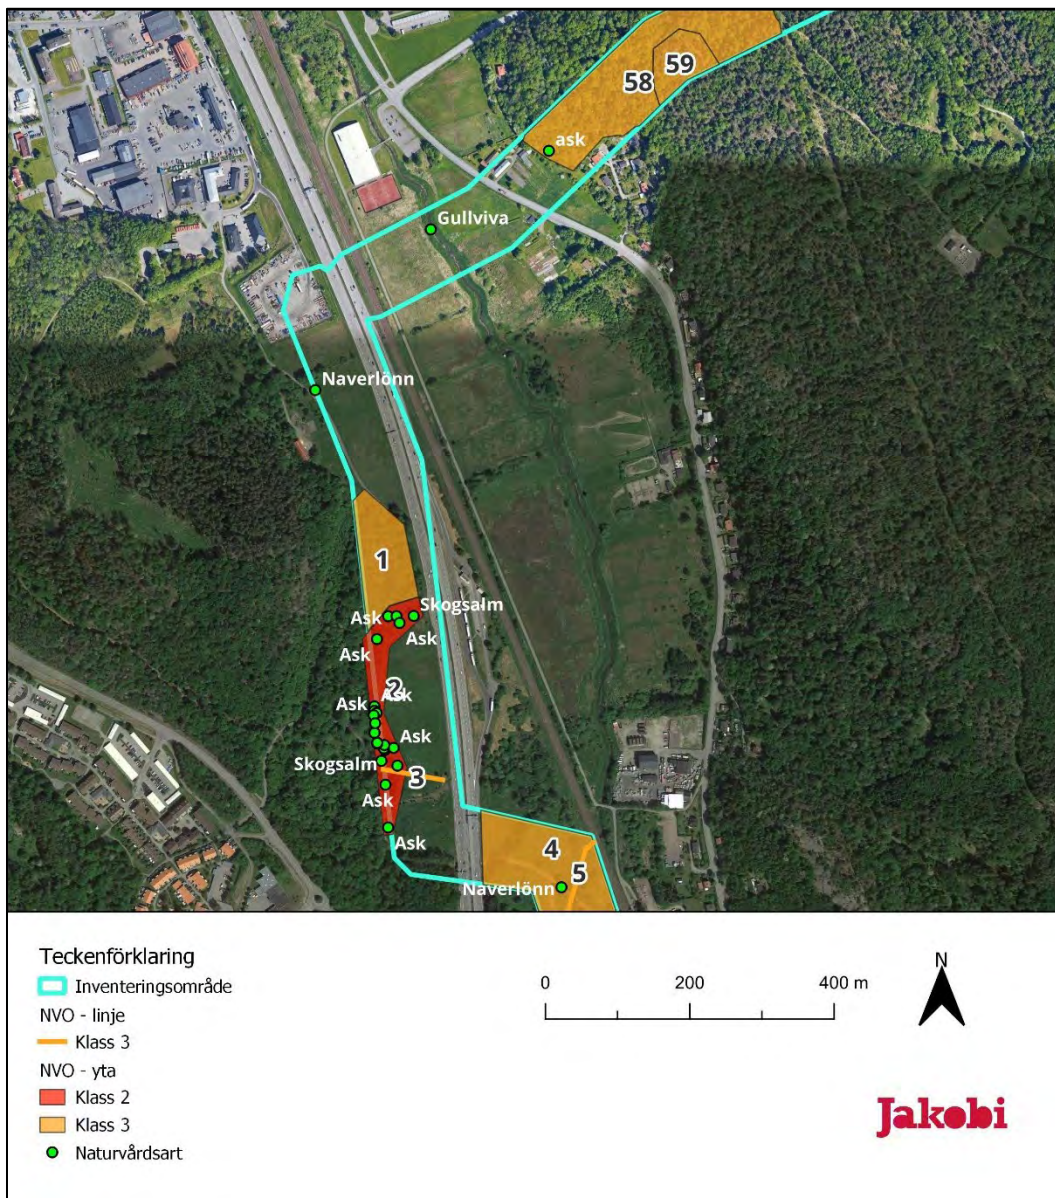 59
58
ask
Gullviva
Naverlönn
1
Skogsalm
Ask
Ask
Ask
2
Ask
Ask
Ask
Skogsalm
3
Ask
Ask
4
5
Naverlönn
Teckenförklaring
Inventeringsområde
NVO - linje
Klass 3
NVO - yta
Klass 2
Klass 3
Naturvårdsart
0 200 400 m
N
Jakobi